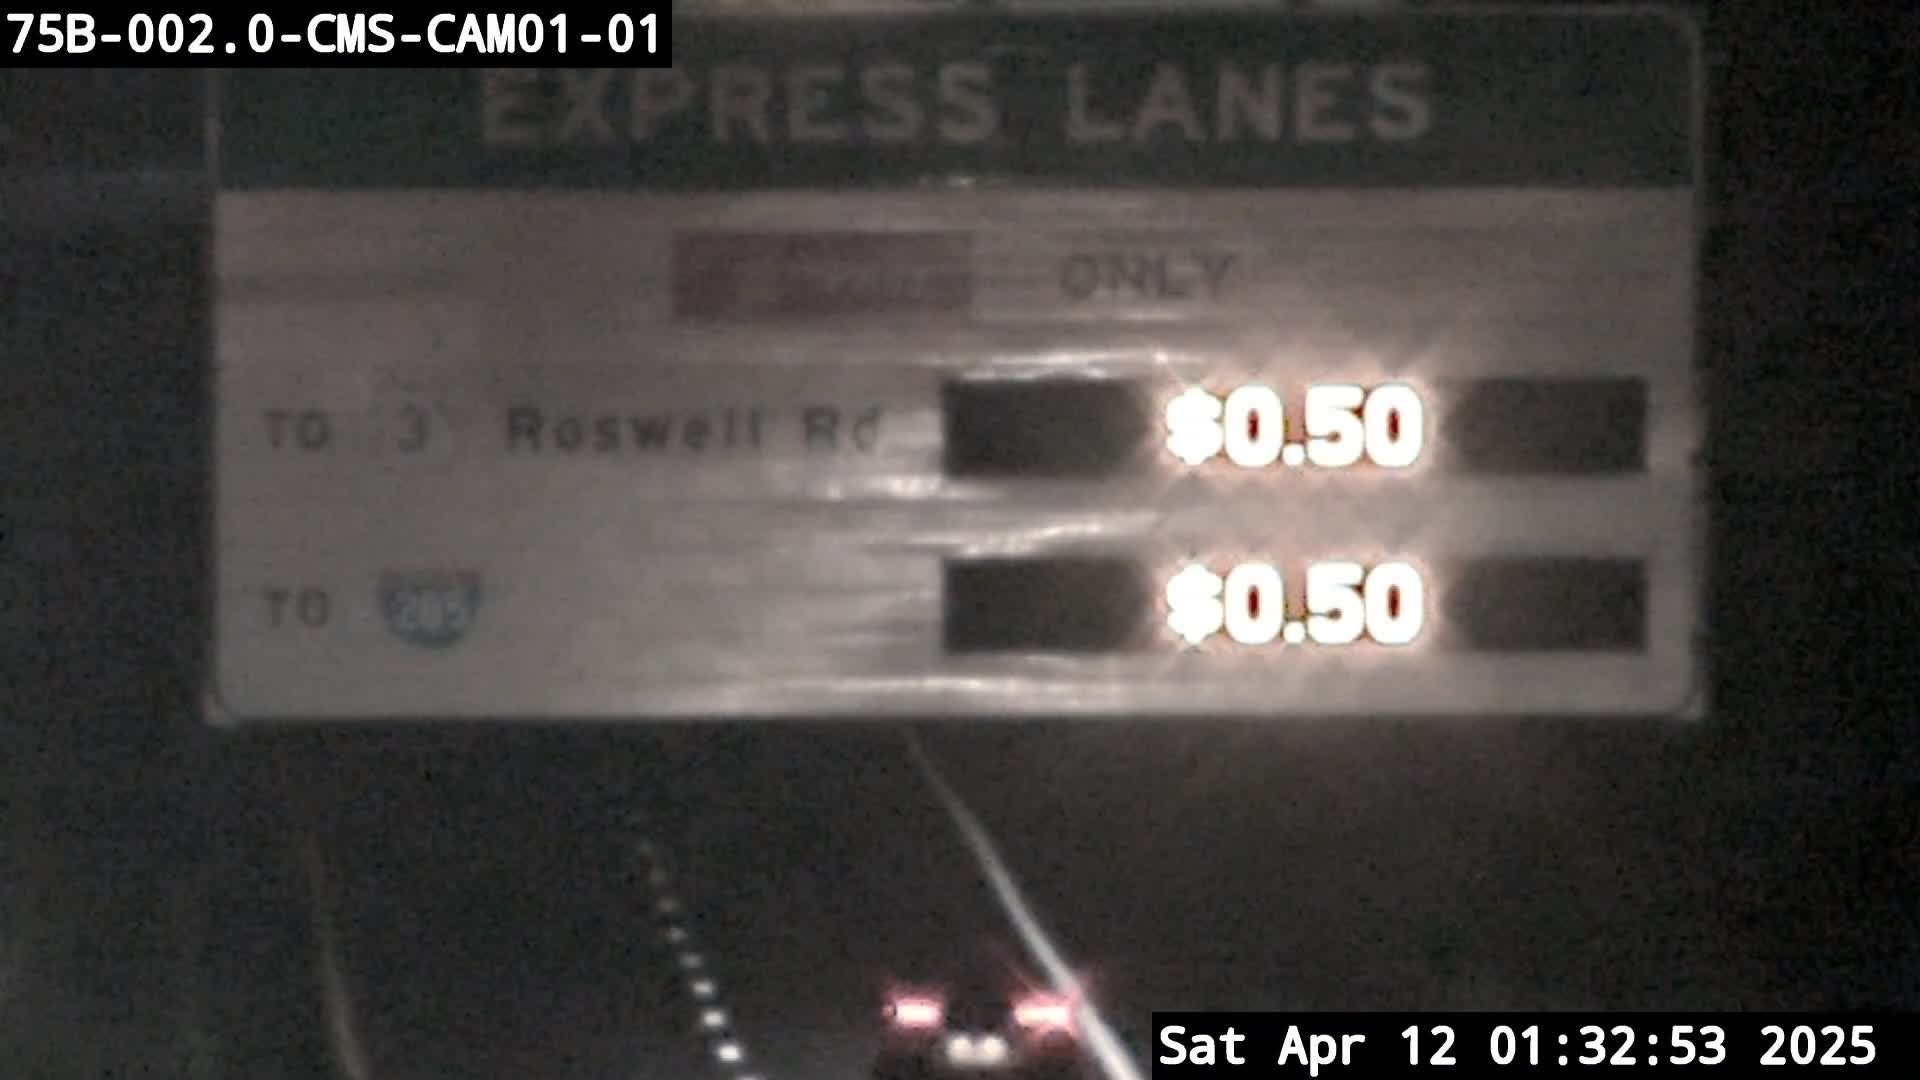 75B-002.0-CMS-CAM01-01
EXPRESS LANES
ONLY
TO 3 Roswell Rd $0.50
TO 285 $0.50
Sat Apr 12 01:32:53 2025